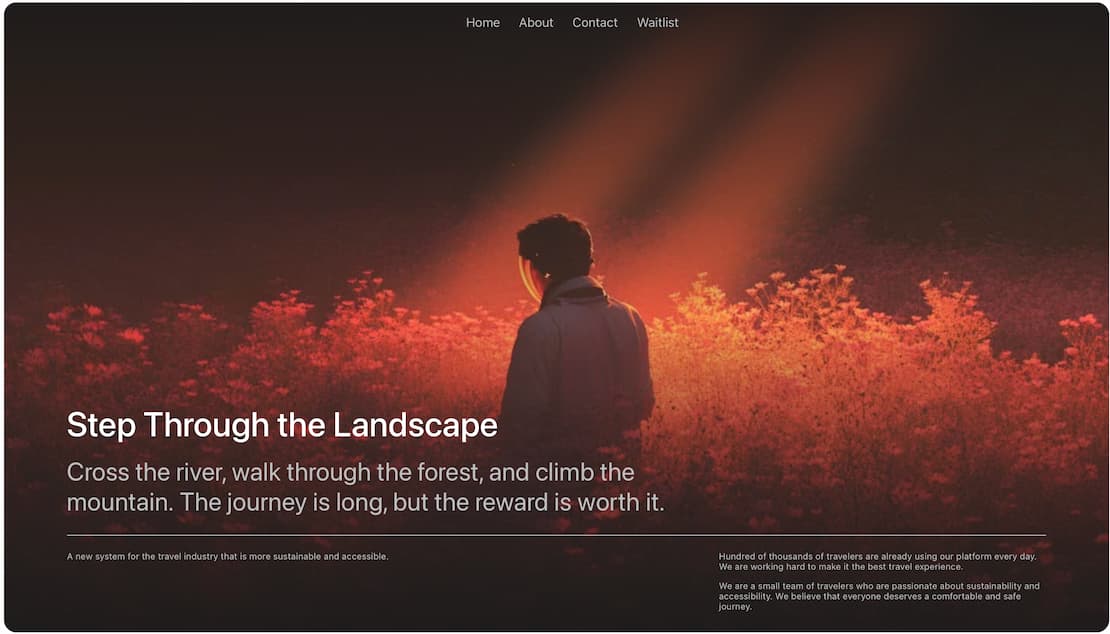 Home About Contact Waitlist
Step Through the Landscape
Cross the river, walk through the forest, and climb the
mountain. The journey is long, but the reward is worth it.
A new system for the travel industry that is more sustainable and accessible.
Hundred of thousands of travelers are already using our platform every day.
We are working hard to make it the best travel experience.
We are a small team of travelers who are passionate about sustainability and
accessibility. We believe that everyone deserves a comfortable and safe
journey.